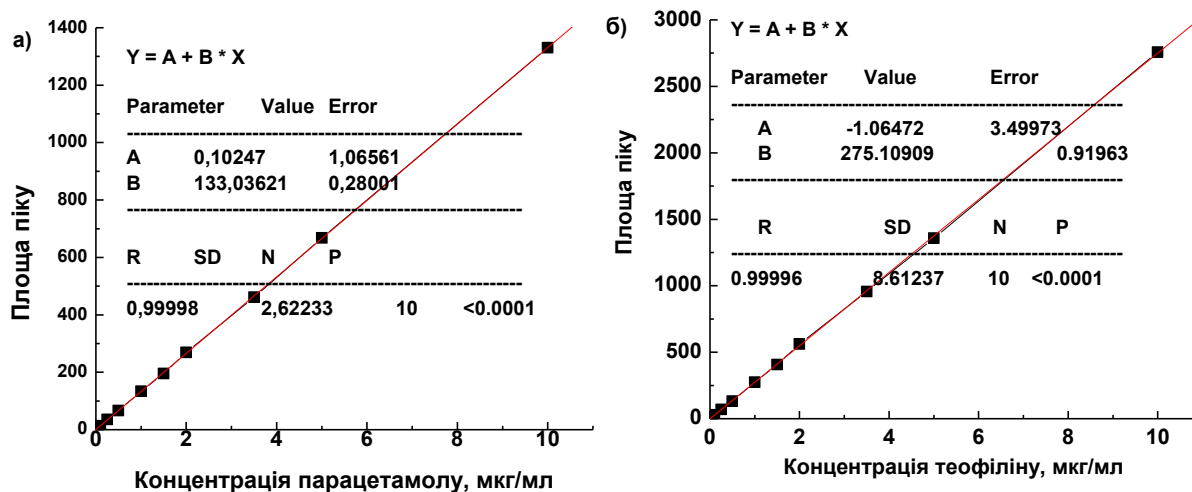 а)
Y = A + B * X
Parameter Value Error
A 0,10247 1,06561
B 133,03621 0,28001
R SD N P
0,99998 2,62233 10 <0.0001
Площа піку
1400
1200
1000
800
600
400
200
0
0 2 4 6 8 10
Концентрація парацетамолу, мкг/мл
б)
Y = A + B * X
Parameter Value Error
A -1.06472 3.49973
B 275.10909 0.91963
R SD N P
0.99996 8.61237 10 <0.0001
Площа піку
3000
2500
2000
1500
1000
500
0
0 2 4 6 8 10
Концентрація теофіліну, мкг/мл